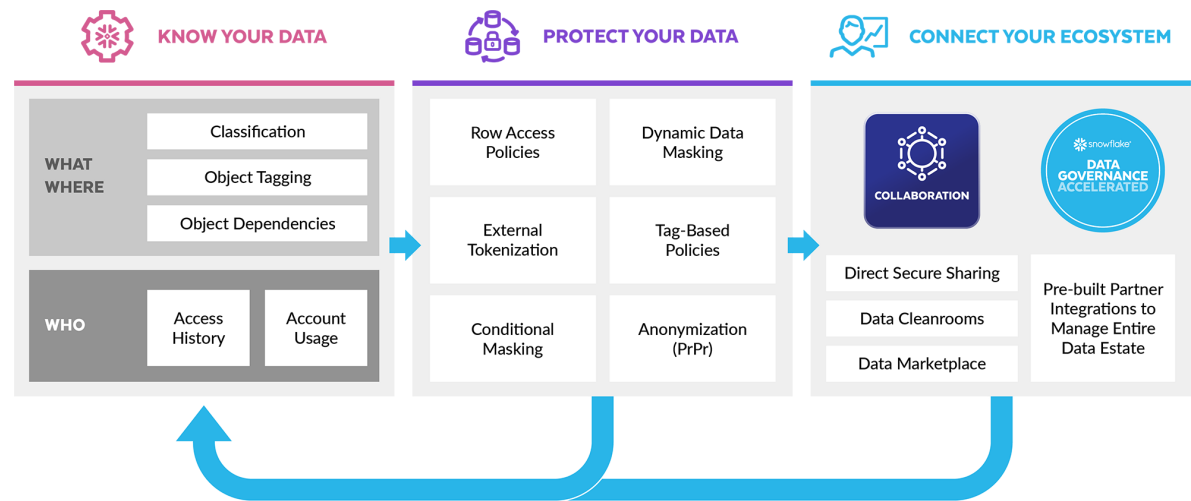 KNOW YOUR DATA
WHAT
WHERE
Classification
Object Tagging
Object Dependencies
WHO
Access
History
Account
Usage
PROTECT YOUR DATA
Row Access
Policies
Dynamic Data
Masking
External
Tokenization
Tag-Based
Policies
Conditional
Masking
Anonymization
(PrPr)
CONNECT YOUR ECOSYSTEM
COLLABORATION
snowflake®
DATA
GOVERNANCE
ACCELERATED
Direct Secure Sharing
Data Cleanrooms
Data Marketplace
Pre-built Partner
Integrations to
Manage Entire
Data Estate